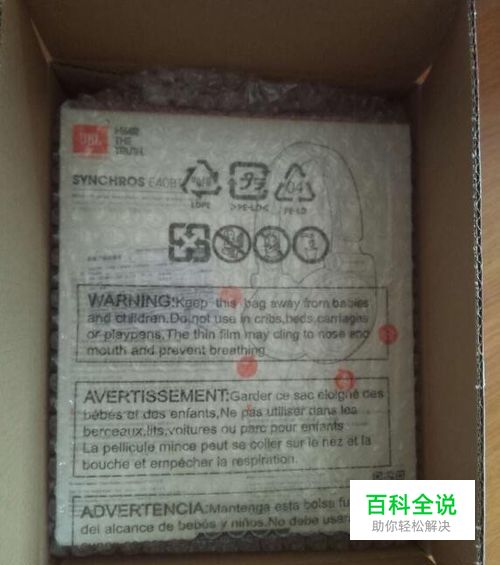 JBL
HEAR
THE
TRUTH
SYNCHROS E40BT
LDPE
>PE-LD<
04
PE-LD
WARNING:Keep this bag away from babies
and children.Do not use in cribs,beds,carriages
or playpens.The thin film may cling to nose and
mouth and prevent breathing.
AVERTISSEMENT:Garder ce sac eloigné des
bébés et des enfants,Ne pas utiliser dans les
berceaux,lits,voitures ou parc pour enfants.
La pellicule mince peut se coller sur le nez et la
bouche et empêcher la respiration.
ADVERTENCIA:Mantenga esta bolsa fu
del alcance de bebés y niños.No debe usar
百科全说
助你轻松解决